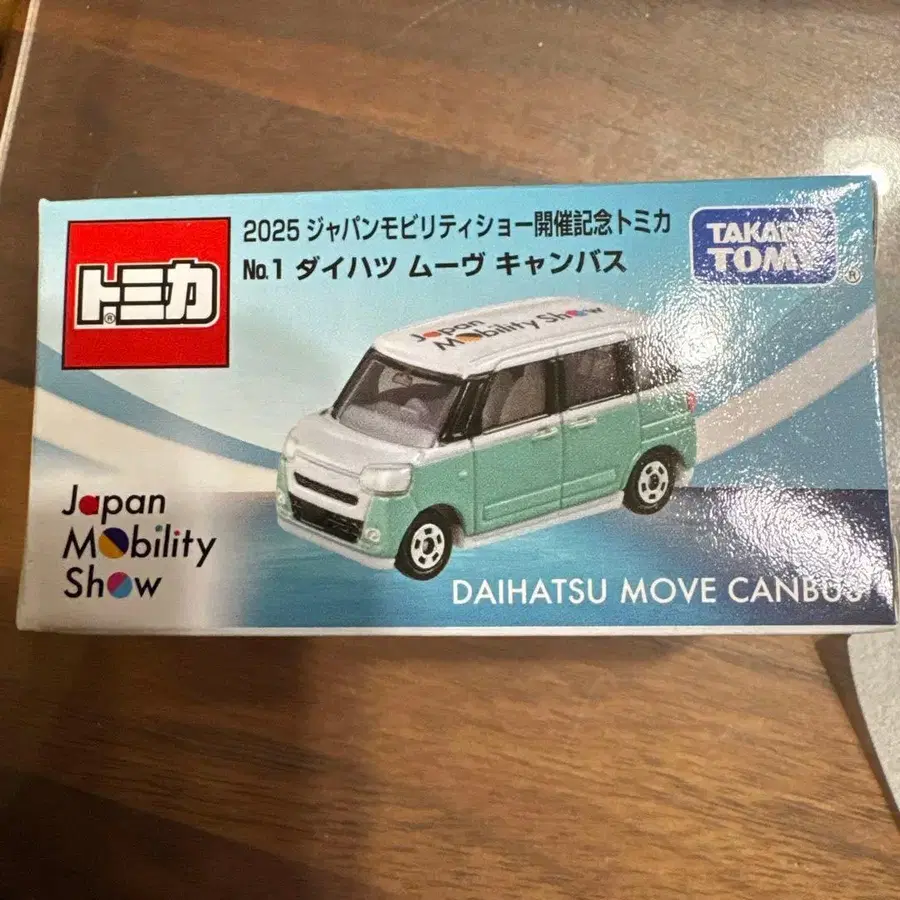 トミカ
2025 ジャパンモビリティショー開催記念トミカ
No.1 ダイハツ ムーヴ キャンバス
TAKARA
TOMY
Japan
Mobility Show
Japan
Mobility
Show
DAIHATSU MOVE CANBUS